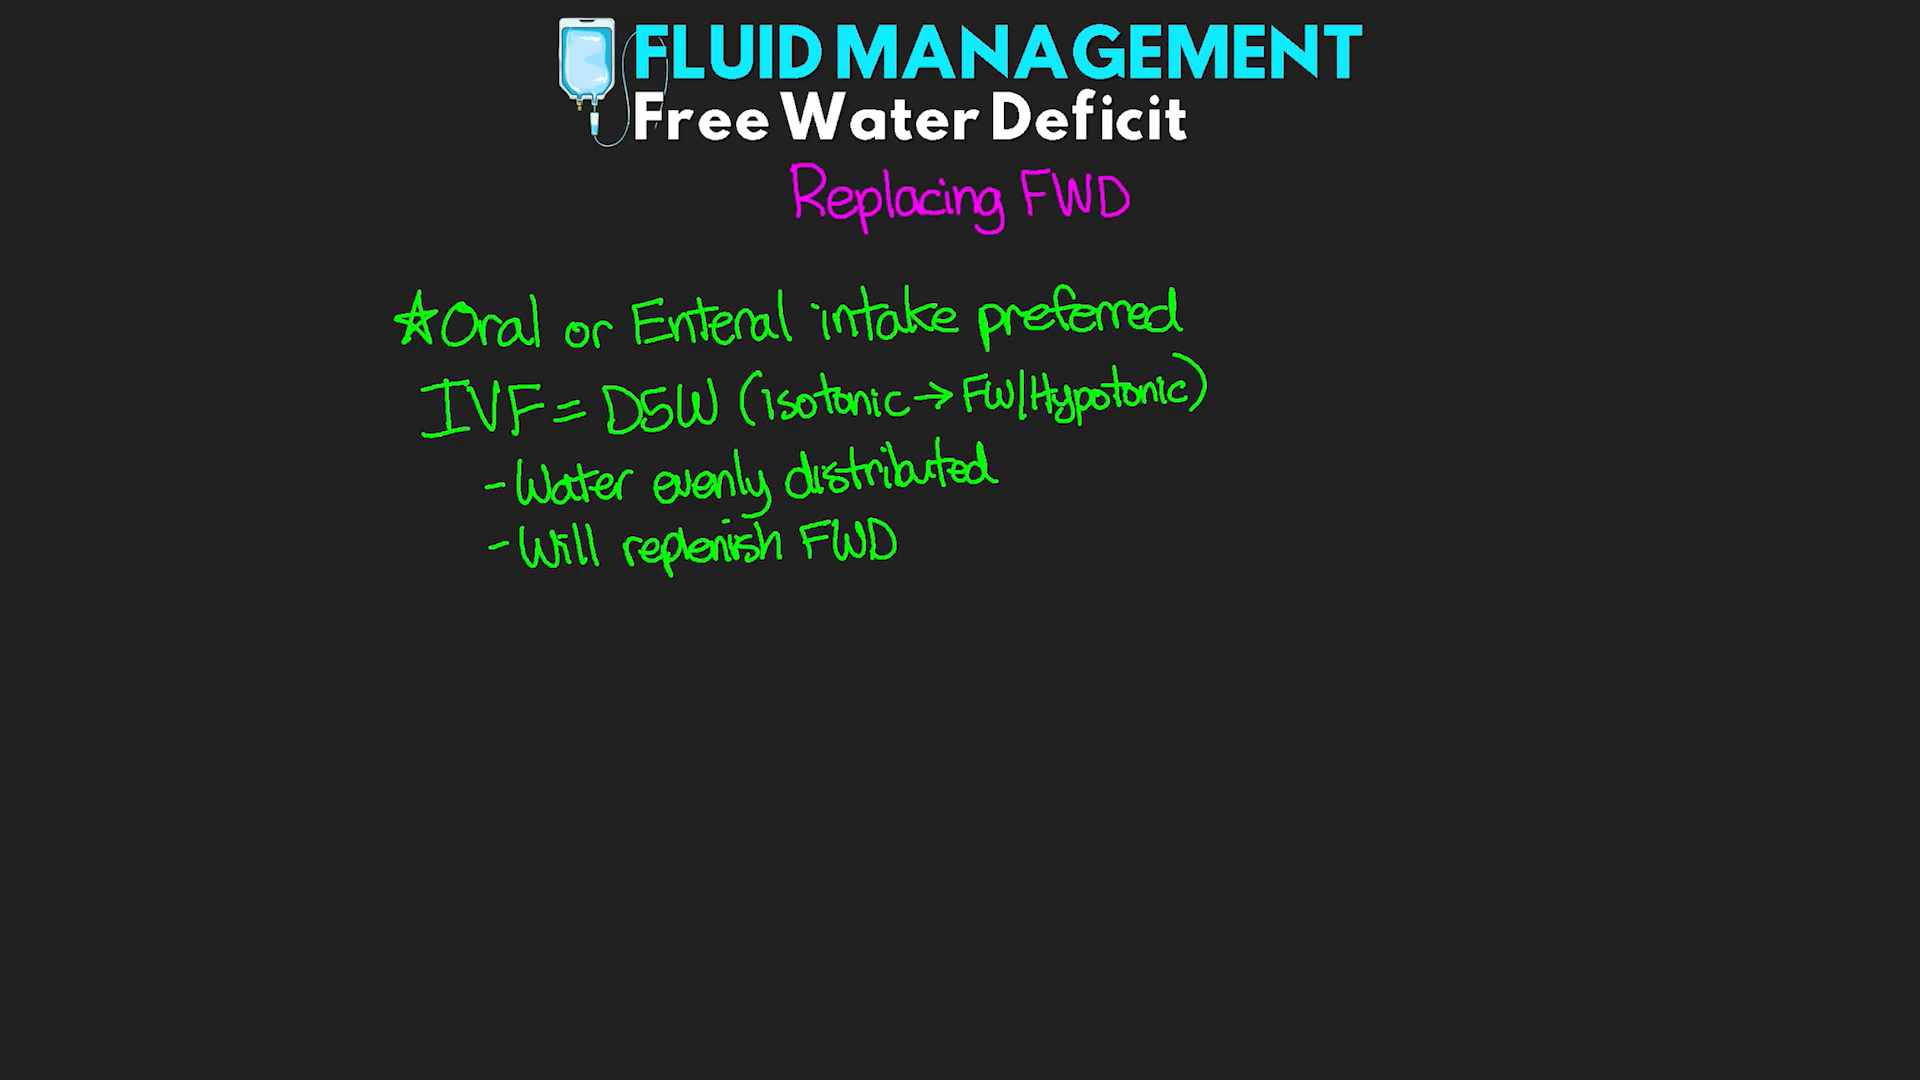 FLUID MANAGEMENT
Free Water Deficit
Replacing FWD
☆Oral or Enteral intake preferred
IVF = D5W (isotonic → FW/Hypotonic)
- Water evenly distributed
- Will replenish FWD